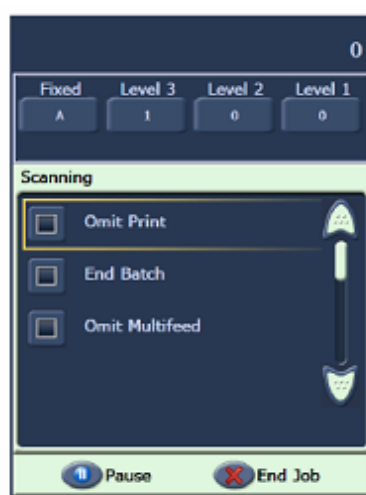 0
Fixed Level 3 Level 2 Level 1
A 1 0 0
Scanning
Omit Print
End Batch
Omit Multifeed
Pause End Job